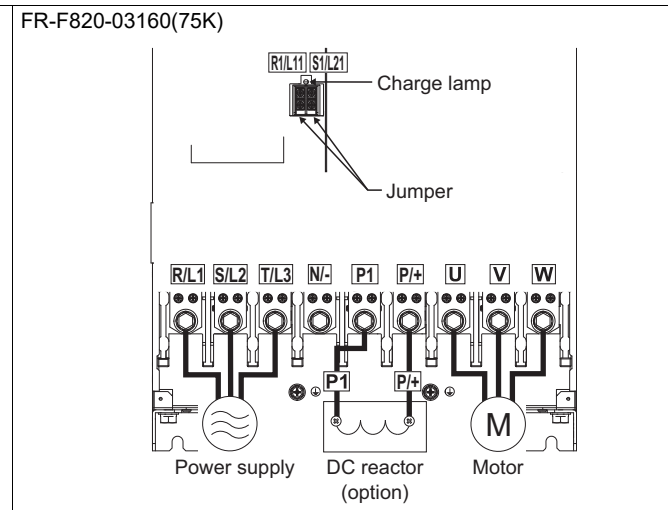 FR-F820-03160(75K)
R1/L11 S1/L21
Charge lamp
Jumper
R/L1 S/L2 T/L3 N/- P1 P/+ U V W
P1 P/+
M
Power supply DC reactor Motor
(option)